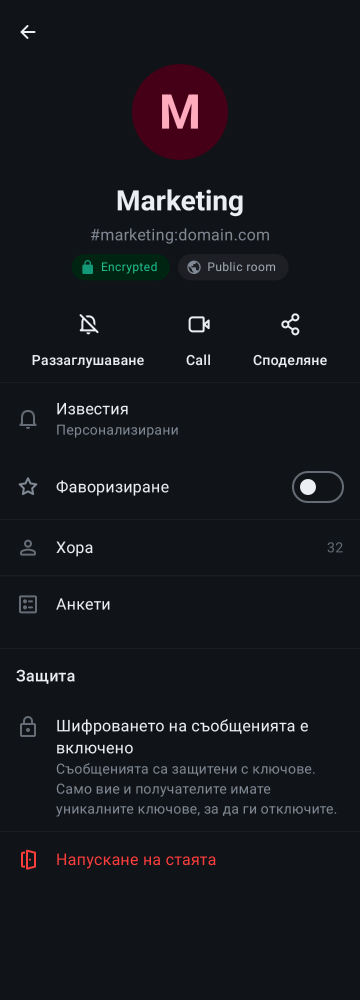 M
Marketing
#marketing:domain.com
Encrypted
Public room
Раззаглушаване
Call
Споделяне
Известия
Персонализирани
Фаворизиране
Хора
32
Анкети
Защита
Шифроването на съобщенията е
включено
Съобщенията са защитени с ключове.
Само вие и получателите имате
уникалните ключове, за да ги отключите.
Напускане на стаята